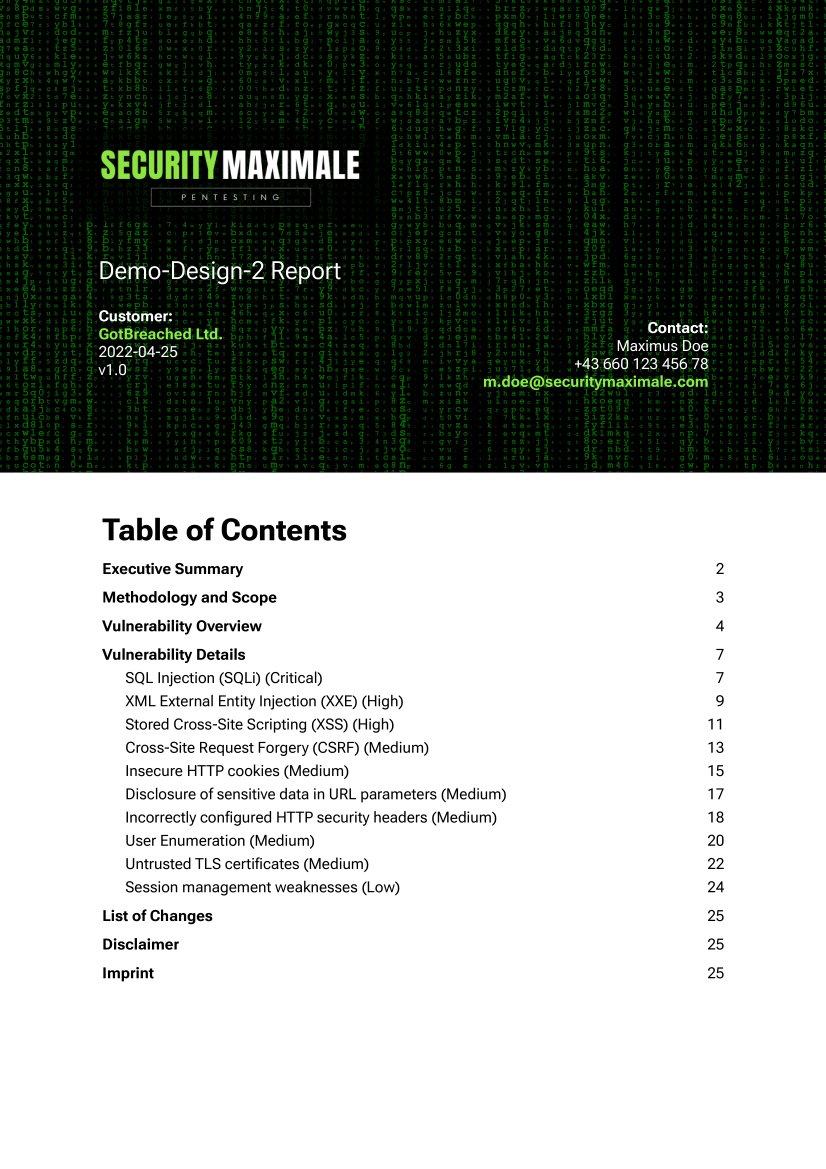 SECURITY MAXIMALE
PENTESTING
Demo-Design-2 Report
Customer:
GotBreached Ltd.
2022-04-25
v1.0
Contact:
Maximus Doe
+43 660 123 456 78
m.doe@securitymaximale.com
Table of Contents
Executive Summary 2
Methodology and Scope 3
Vulnerability Overview 4
Vulnerability Details 7
SQL Injection (SQLi) (Critical) 7
XML External Entity Injection (XXE) (High) 9
Stored Cross-Site Scripting (XSS) (High) 11
Cross-Site Request Forgery (CSRF) (Medium) 13
Insecure HTTP cookies (Medium) 15
Disclosure of sensitive data in URL parameters (Medium) 17
Incorrectly configured HTTP security headers (Medium) 18
User Enumeration (Medium) 20
Untrusted TLS certificates (Medium) 22
Session management weaknesses (Low) 24
List of Changes 25
Disclaimer 25
Imprint 25